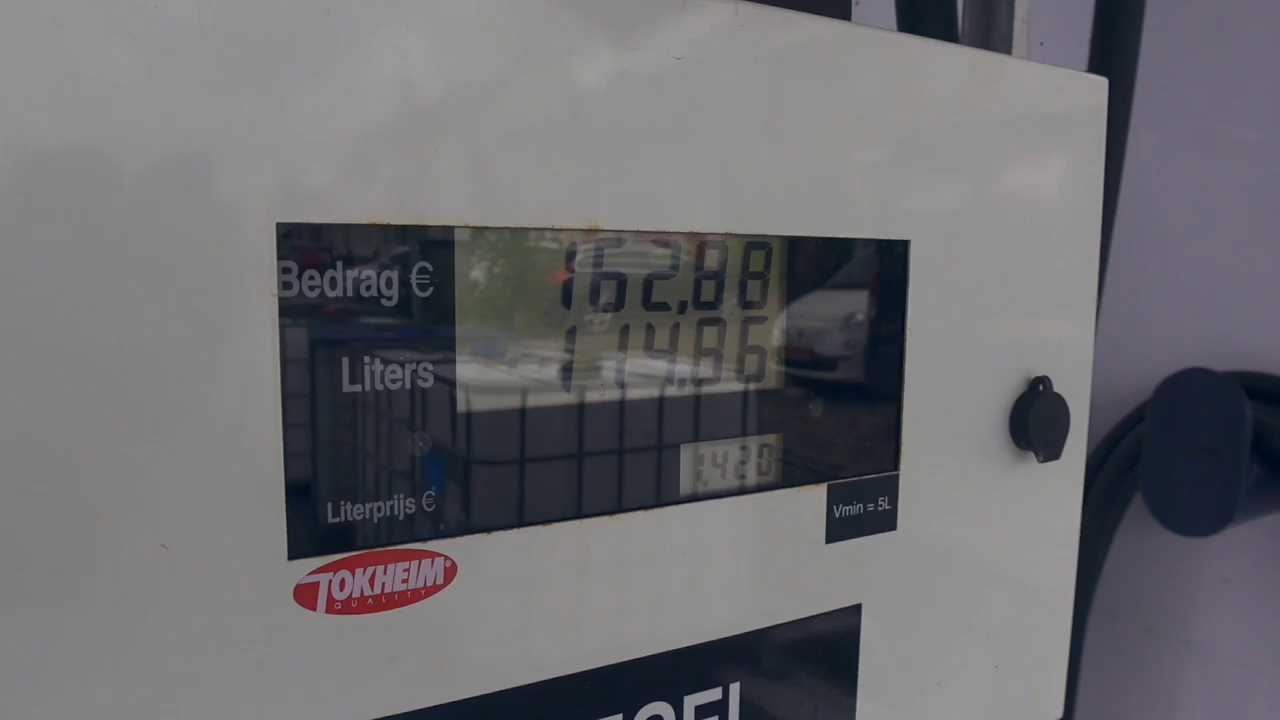 Bedrag € 162,88
Liters 114,86
Literprijs € 1,420
Vmin = 5L
TOKHEIM
QUALITY